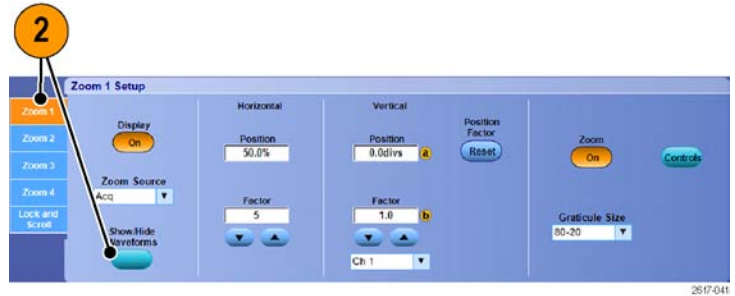 2
Zoom 1 Setup
Zoom 1
Zoom 2
Zoom 3
Zoom 4
Lock and
Scroll
Display
On
Zoom Source
Acq
Show/Hide
Waveforms
Horizontal
Position
50.0%
Factor
5
Vertical
Position
0.0divs
a
Factor
1.0
b
Ch 1
Position
Factor
Reset
Zoom
On
Controls
Graticule Size
80-20
2617-041